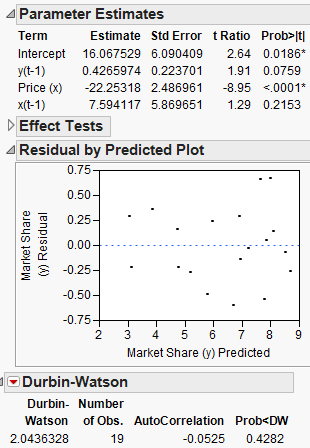 Parameter Estimates
Term Estimate Std Error t Ratio Prob>|t|
Intercept 16.067529 6.090409 2.64 0.0186*
y(t-1) 0.4265974 0.223701 1.91 0.0759
Price (x) -22.25318 2.486961 -8.95 <.0001*
x(t-1) 7.594117 5.869651 1.29 0.2153
Effect Tests
Residual by Predicted Plot
Market Share
(y) Residual
0.75
0.50
0.25
0.00
-0.25
-0.50
-0.75
2 3 4 5 6 7 8 9
Market Share (y) Predicted
Durbin-Watson
Durbin- Number
Watson of Obs. AutoCorrelation Prob<DW
2.0436328 19 -0.0525 0.4282